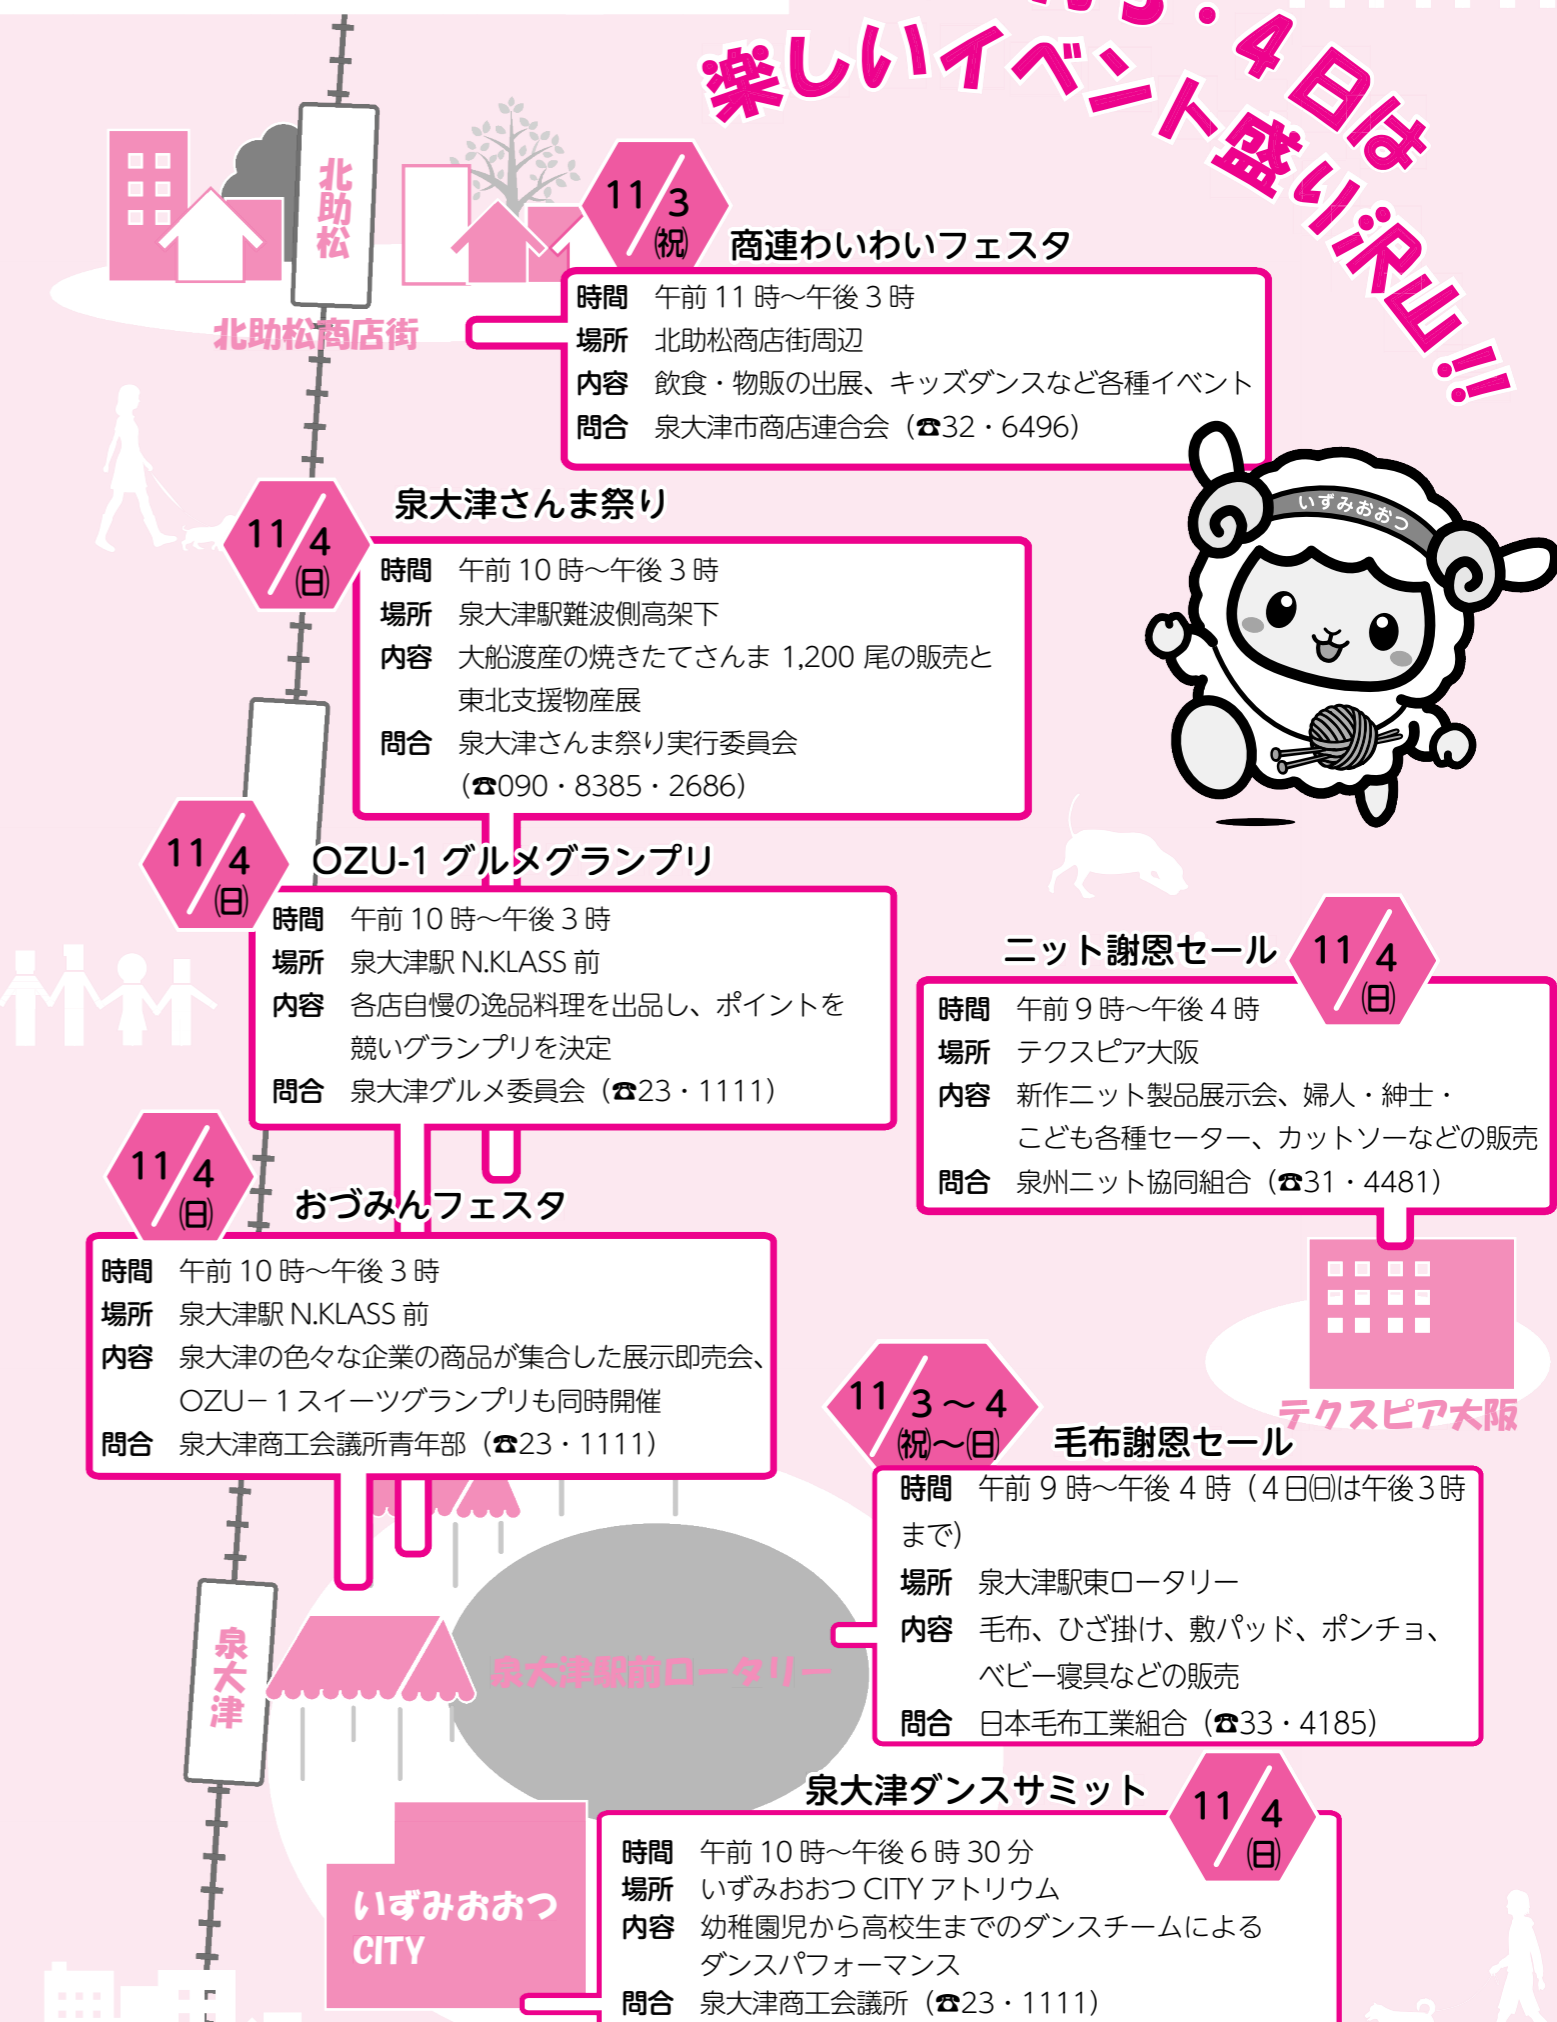 3・4日は
楽しいイベント盛り沢山!!
北助松
北助松商店街
11/3
㈷
商連わいわいフェスタ
時間 午前 11 時～午後 3 時
場所 北助松商店街周辺
内容 飲食・物販の出展、キッズダンスなど各種イベント
問合 泉大津市商店連合会（☎32・6496）
いずみおおつ
11/4
㈰
泉大津さんま祭り
時間 午前 10 時～午後 3 時
場所 泉大津駅難波側高架下
内容 大船渡産の焼きたてさんま 1,200 尾の販売と
東北支援物産展
問合 泉大津さんま祭り実行委員会
（☎090・8385・2686）
11/4
㈰
OZU-1 グルメグランプリ
時間 午前 10 時～午後 3 時
場所 泉大津駅 N.KLASS 前
内容 各店自慢の逸品料理を出品し、ポイントを
競いグランプリを決定
問合 泉大津グルメ委員会（☎23・1111）
ニット謝恩セール
11/4
㈰
時間 午前 9 時～午後 4 時
場所 テクスピア大阪
内容 新作ニット製品展示会、婦人・紳士・
こども各種セーター、カットソーなどの販売
問合 泉州ニット協同組合（☎31・4481）
テクスピア大阪
11/4
㈰
おづみんフェスタ
時間 午前 10 時～午後 3 時
場所 泉大津駅 N.KLASS 前
内容 泉大津の色々な企業の商品が集合した展示即売会、
OZU－1 スイーツグランプリも同時開催
問合 泉大津商工会議所青年部（☎23・1111）
11/3～4
㈷～㈰
毛布謝恩セール
時間 午前 9 時～午後 4 時（4 日㈰は午後 3 時
まで）
場所 泉大津駅東ロータリー
内容 毛布、ひざ掛け、敷パッド、ポンチョ、
ベビー寝具などの販売
問合 日本毛布工業組合（☎33・4185）
泉大津
泉大津駅前ロータリー
泉大津ダンスサミット
11/4
㈰
時間 午前 10 時～午後 6 時 30 分
場所 いずみおおつ CITY アトリウム
内容 幼稚園児から高校生までのダンスチームによる
ダンスパフォーマンス
問合 泉大津商工会議所（☎23・1111）
いずみおおつ
CITY